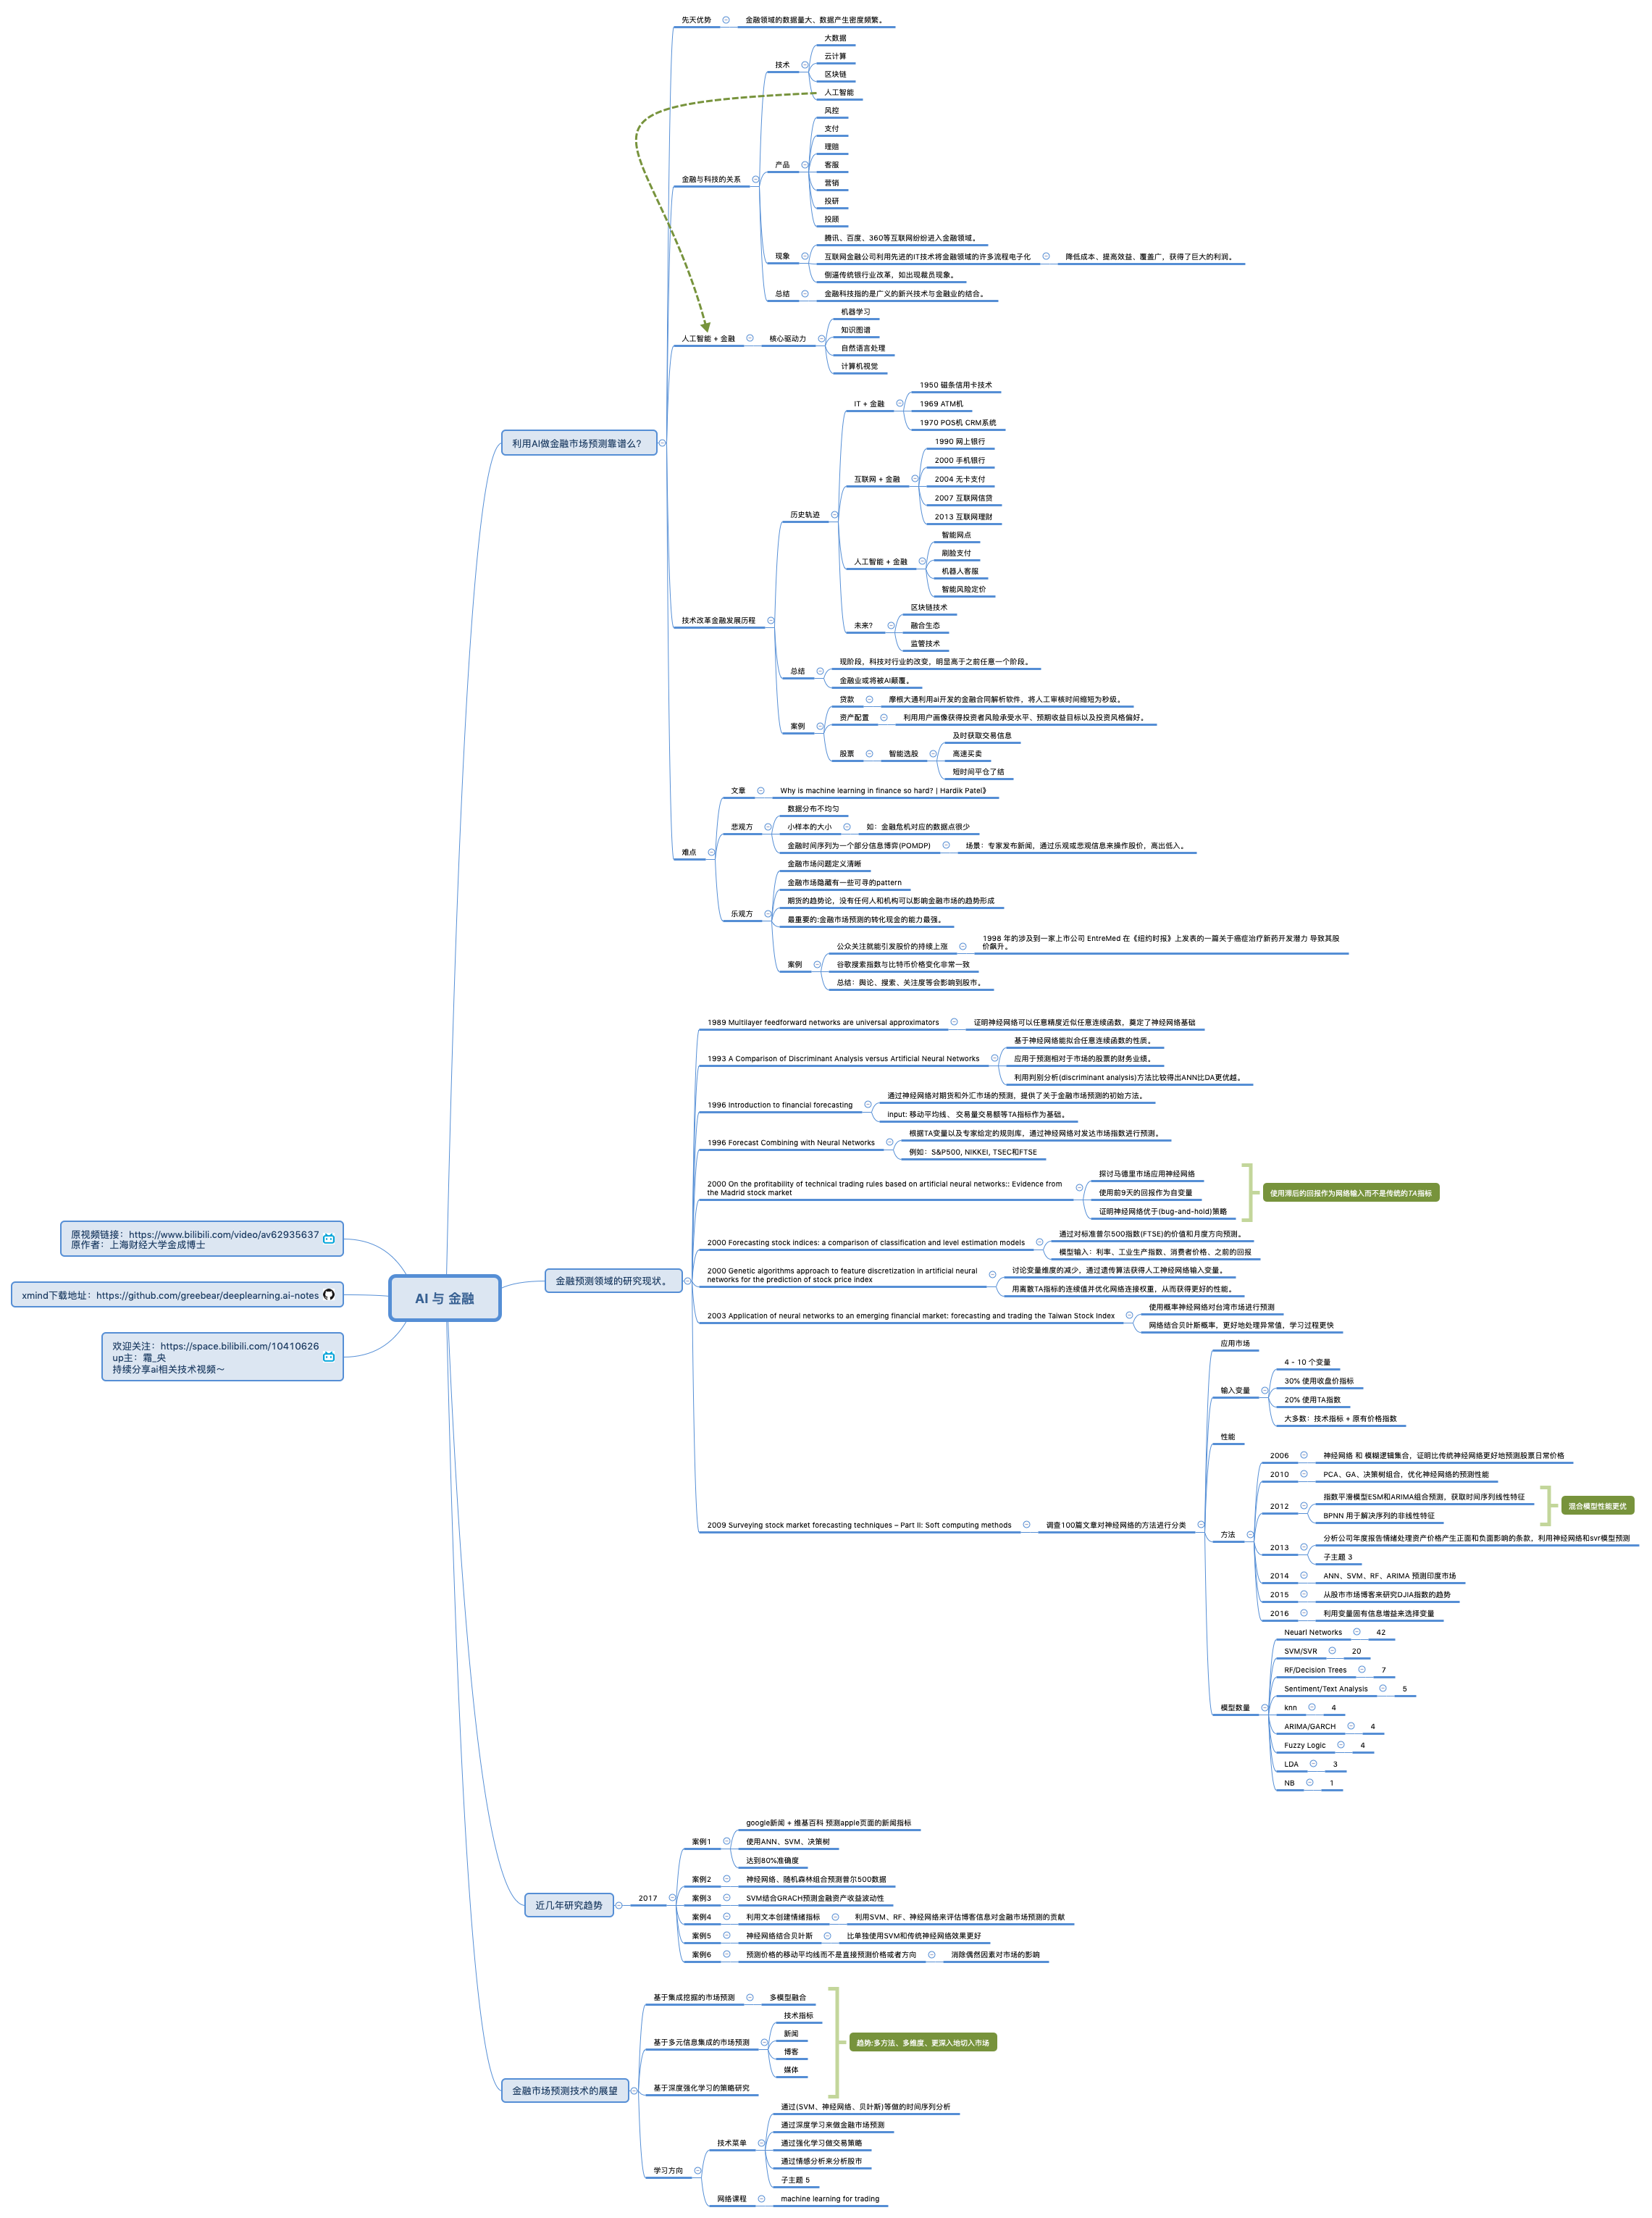 AI 与 金融
利用AI做金融市场预测靠谱么？
先天优势
金融领域的数据量大、数据产生密度频繁。
金融与科技的关系
技术
大数据
云计算
区块链
人工智能
产品
风控
支付
理赔
客服
营销
投研
投顾
现象
腾讯、百度、360等互联网纷纷进入金融领域。
互联网金融公司利用先进的IT技术将金融领域的许多流程电子化
降低成本、提高效益、覆盖广，获得了巨大的利润。
倒逼传统银行业改革，如出现裁员现象。
总结
金融科技指的是广义的新兴技术与金融业的结合。
人工智能 + 金融
核心驱动力
机器学习
知识图谱
自然语言处理
计算机视觉
技术改革金融发展历程
历史轨迹
IT + 金融
1950 磁条信用卡技术
1969 ATM机
1970 POS机 CRM系统
互联网 + 金融
1990 网上银行
2000 手机银行
2004 无卡支付
2007 互联网信贷
2013 互联网理财
人工智能 + 金融
智能网点
刷脸支付
机器人客服
智能风险定价
未来?
区块链技术
融合生态
监管技术
总结
现阶段，科技对行业的改变，明显高于之前任意一个阶段。
金融业或将被AI颠覆。
案例
贷款
摩根大通利用ai开发的金融合同解析软件，将人工审核时间缩短为秒级。
资产配置
利用用户画像获得投资者风险承受水平、预期收益目标以及投资风格偏好。
股票
智能选股
及时获取交易信息
高速买卖
短时间平仓了结
难点
文章
Why is machine learning in finance so hard? | Hardik Patel》
悲观方
数据分布不均匀
小样本的大小
如：金融危机对应的数据点很少
金融时间序列为一个部分信息博弈(POMDP)
场景：专家发布新闻，通过乐观或悲观信息来操作股价，高出低入。
乐观方
金融市场问题定义清晰
金融市场隐藏有一些可寻的pattern
期货的趋势论，没有任何人和机构可以影响金融市场的趋势形成
最重要的:金融市场预测的转化现金的能力最强。
案例
公众关注就能引发股价的持续上涨
1998 年的涉及到一家上市公司 EntreMed 在《纽约时报》上发表的一篇关于癌症治疗新药开发潜力 导致其股
价飙升。
谷歌搜索指数与比特币价格变化非常一致
总结：舆论、搜索、关注度等会影响到股市。
金融预测领域的研究现状。
1989 Multilayer feedforward networks are universal approximators
证明神经网络可以任意精度近似任意连续函数，奠定了神经网络基础
1993 A Comparison of Discriminant Analysis versus Artificial Neural Networks
基于神经网络能拟合任意连续函数的性质。
应用于预测相对于市场的股票的财务业绩。
利用判别分析(discriminant analysis)方法比较得出ANN比DA更优越。
1996 Introduction to financial forecasting
通过神经网络对期货和外汇市场的预测，提供了关于金融市场预测的初始方法。
input: 移动平均线、 交易量交易额等TA指标作为基础。
1996 Forecast Combining with Neural Networks
根据TA变量以及专家给定的规则库，通过神经网络对发达市场指数进行预测。
例如：S&P500, NIKKEI, TSEC和FTSE
2000 On the profitability of technical trading rules based on artificial neural networks:: Evidence from
the Madrid stock market
探讨马德里市场应用神经网络
使用前9天的回报作为自变量
证明神经网络优于(bug-and-hold)策略
使用滞后的回报作为网络输入而不是传统的TA指标
2000 Forecasting stock indices: a comparison of classification and level estimation models
通过对标准普尔500指数(FTSE)的价值和月度方向预测。
模型输入：利率、工业生产指数、消费者价格、之前的回报
2000 Genetic algorithms approach to feature discretization in artificial neural
networks for the prediction of stock price index
讨论变量维度的减少，通过遗传算法获得人工神经网络输入变量。
用离散TA指标的连续值并优化网络连接权重，从而获得更好的性能。
2003 Application of neural networks to an emerging financial market: forecasting and trading the Taiwan Stock Index
使用概率神经网络对台湾市场进行预测
网络结合贝叶斯概率，更好地处理异常值，学习过程更快
2009 Surveying stock market forecasting techniques – Part II: Soft computing methods
调查100篇文章对神经网络的方法进行分类
应用市场
输入变量
4 - 10 个变量
30% 使用收盘价指标
20% 使用TA指数
大多数：技术指标 + 原有价格指数
性能
方法
2006
神经网络 和 模糊逻辑集合，证明比传统神经网络更好地预测股票日常价格
2010
PCA、GA、决策树组合，优化神经网络的预测性能
2012
指数平滑模型ESM和ARIMA组合预测，获取时间序列线性特征
BPNN 用于解决序列的非线性特征
混合模型性能更优
2013
分析公司年度报告情绪处理资产价格产生正面和负面影响的条款，利用神经网络和svr模型预测
子主题 3
2014
ANN、SVM、RF、ARIMA 预测印度市场
2015
从股市市场博客来研究DJIA指数的趋势
2016
利用变量固有信息增益来选择变量
模型数量
Neuarl Networks
42
SVM/SVR
20
RF/Decision Trees
7
Sentiment/Text Analysis
5
knn
4
ARIMA/GARCH
4
Fuzzy Logic
4
LDA
3
NB
1
原视频链接：https://www.bilibili.com/video/av62935637
原作者：上海财经大学金成博士
xmind下载地址：https://github.com/greebear/deeplearning.ai-notes
欢迎关注：https://space.bilibili.com/10410626
up主：霜_央
持续分享ai相关技术视频～
近几年研究趋势
2017
案例1
google新闻 + 维基百科 预测apple页面的新闻指标
使用ANN、SVM，决策树
达到80%准确度
案例2
神经网络、随机森林组合预测普尔500数据
案例3
SVM结合GRACH预测金融资产收益波动性
案例4
利用文本创建情绪指标
利用SVM、RF、神经网络来评估博客信息对金融市场预测的贡献
案例5
神经网络结合贝叶斯
比单独使用SVM和传统神经网络效果更好
案例6
预测价格的移动平均线而不是直接预测价格或者方向
消除偶然因素对市场的影响
金融市场预测技术的展望
基于集成挖掘的市场预测
多模型融合
基于多元信息集成的市场预测
技术指标
新闻
博客
媒体
基于深度强化学习的策略研究
趋势:多方法、多维度、更深入地切入市场
学习方向
技术菜单
通过(SVM、神经网络、贝叶斯)等做的时间序列分析
通过深度学习来做金融市场预测
通过强化学习做交易策略
通过情感分析来分析股市
子主题 5
网络课程
machine learning for trading